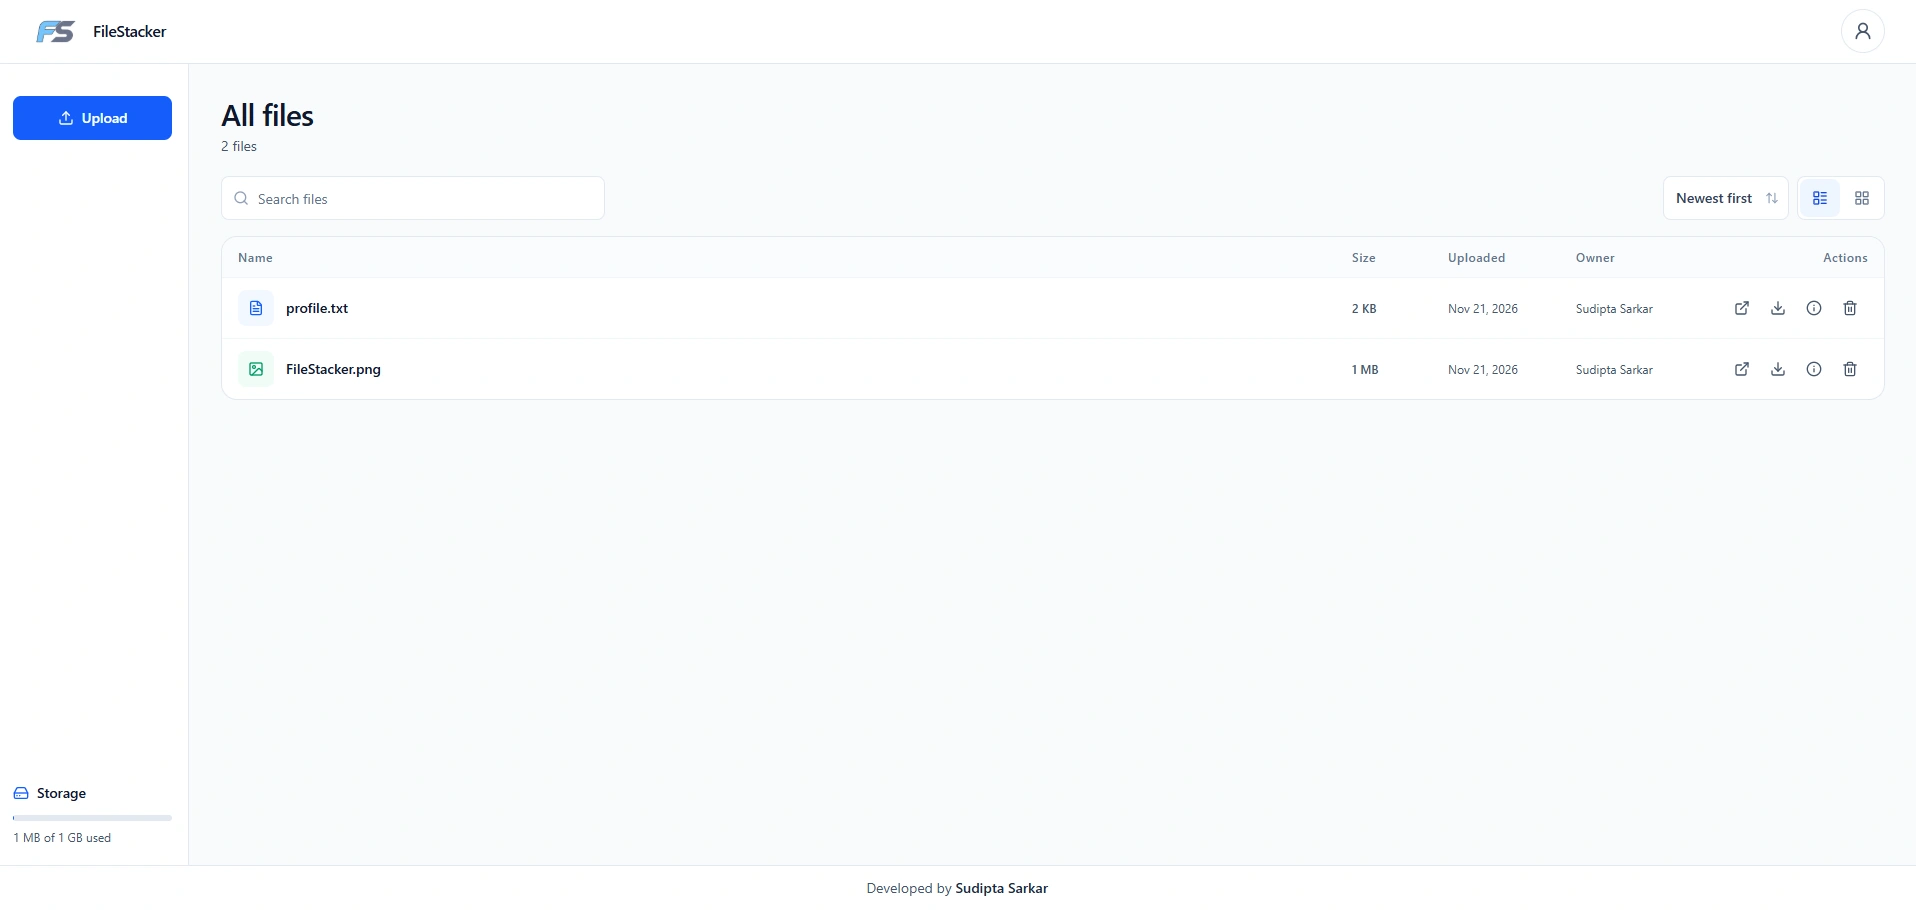 FS FileStacker
Upload
All files
2 files
Search files
Newest first
Name Size Uploaded Owner Actions
profile.txt 2 KB Nov 21, 2026 Sudipta Sarkar
FileStacker.png 1 MB Nov 21, 2026 Sudipta Sarkar
Storage
1 MB of 1 GB used
Developed by Sudipta Sarkar